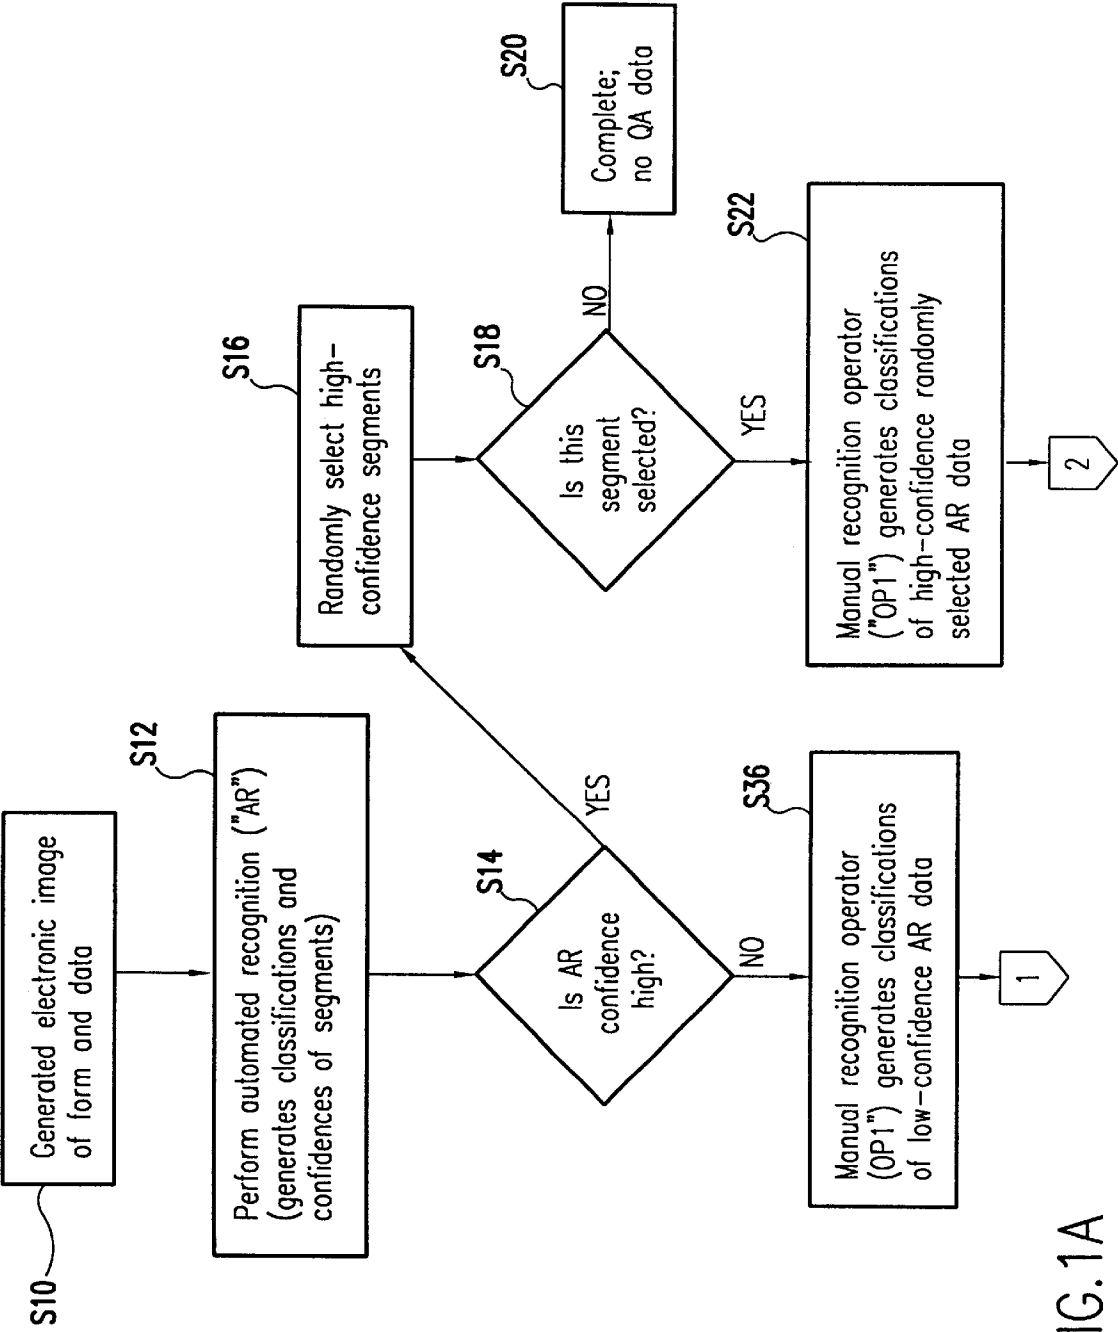 S10
Generated electronic image
of form and data
S12
Perform automated recognition ("AR")
(generates classifications and
confidences of segments)
S14
Is AR
confidence
high?
YES
NO
S36
Manual recognition operator
(OP1") generates classifications
of low-confidence AR data
1
S16
Randomly select high-
confidence segments
S18
Is this
segment
selected?
NO
YES
S20
Complete;
no QA data
S22
Manual recognition operator
("OP1") generates classifications
of high-confidence randomly
selected AR data
2
IG. 1A